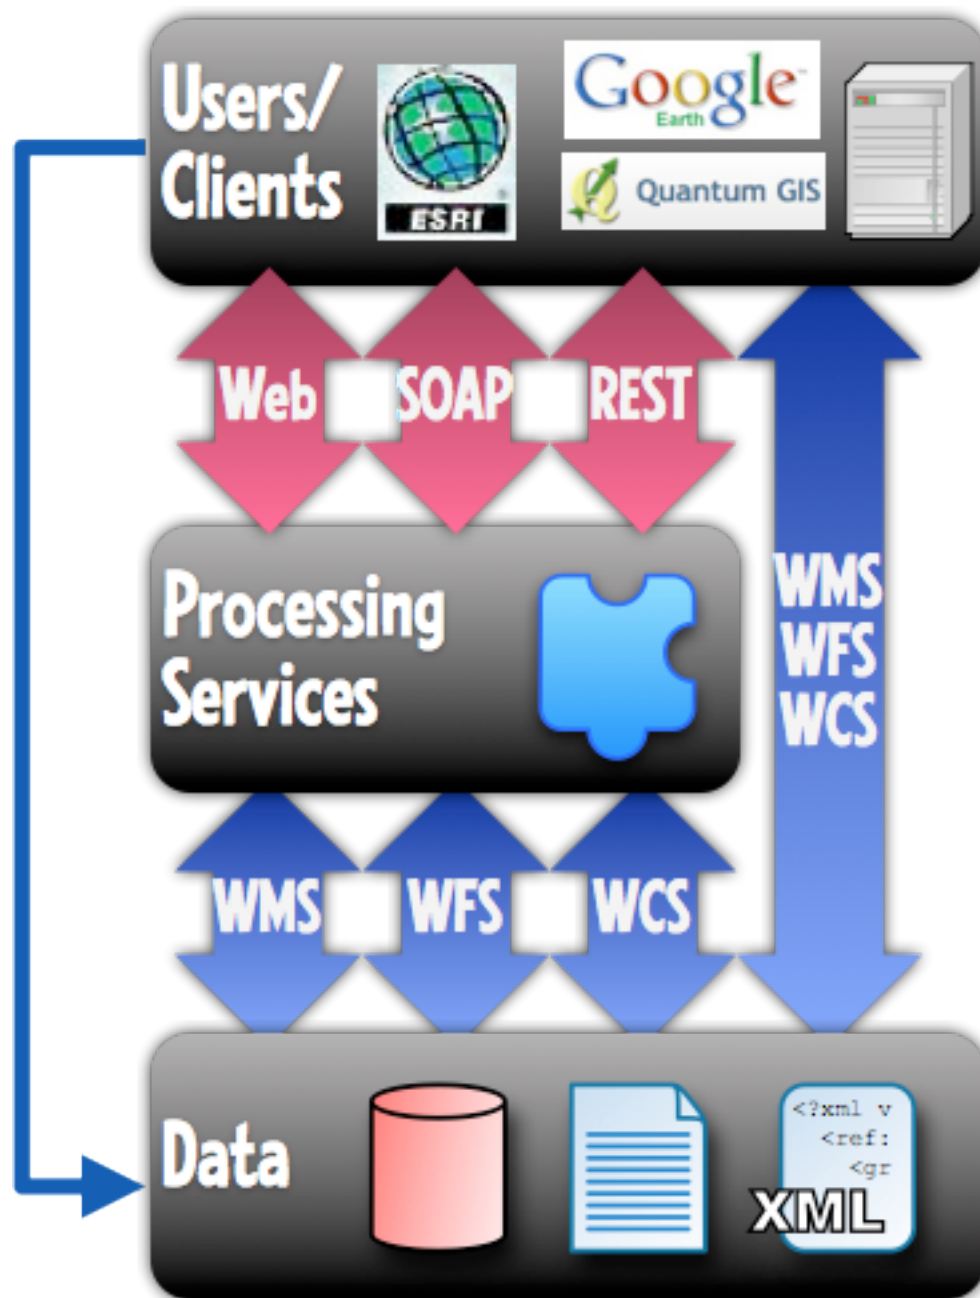 Users/
Clients
ESRI
Google
Earth
Quantum GIS
Web
SOAP
REST
Processing
Services
WMS
WFS
WCS
WMS
WFS
WCS
Data
<?xml v
<ref:
<gr
XML